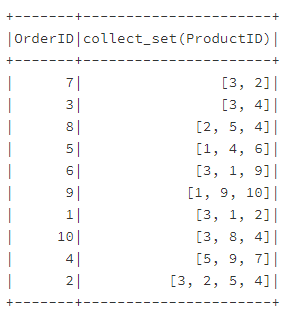 +-------+----------------------+
|OrderID|collect_set(ProductID)|
+-------+----------------------+
|      7|                [3, 2]|
|      3|                [3, 4]|
|      8|             [2, 5, 4]|
|      5|             [1, 4, 6]|
|      6|             [3, 1, 9]|
|      9|            [1, 9, 10]|
|      1|             [3, 1, 2]|
|     10|             [3, 8, 4]|
|      4|             [5, 9, 7]|
|      2|          [3, 2, 5, 4]|
+-------+----------------------+